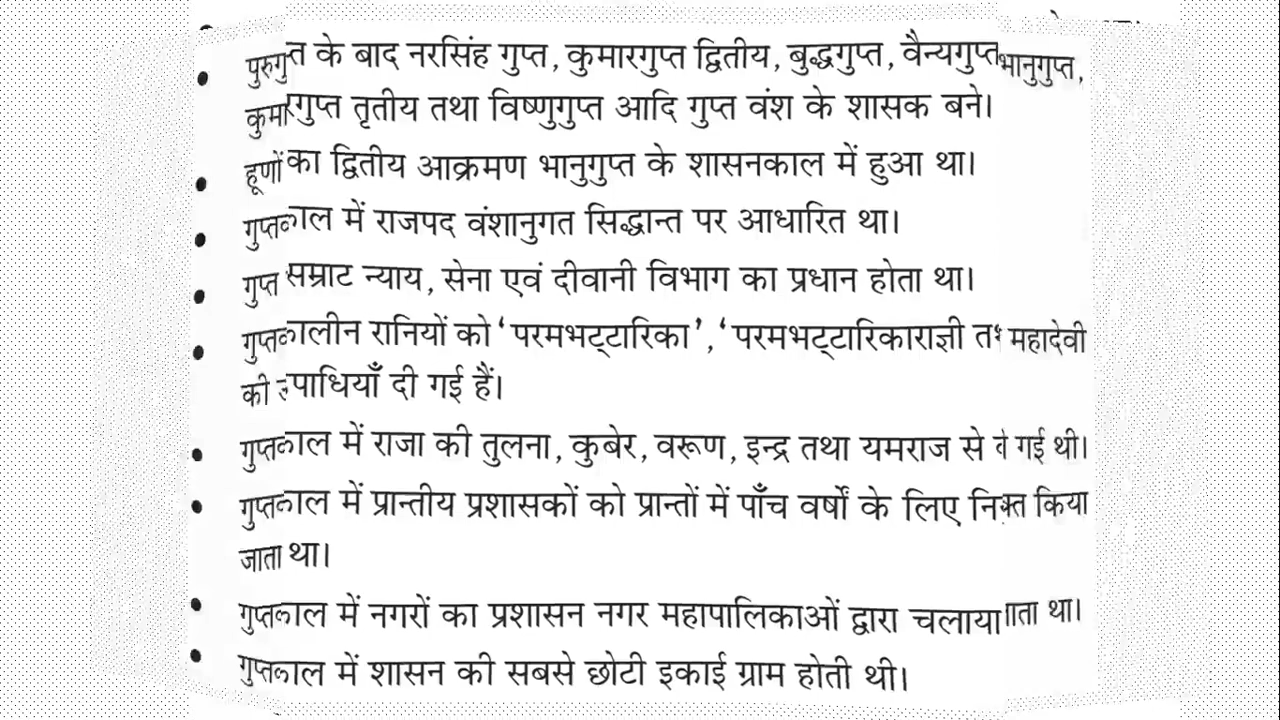 पुरुगुप्त के बाद नरसिंह गुप्त, कुमारगुप्त द्वितीय, बुद्धगुप्त, वैन्यगुप्त भानुगुप्त,
कुमारगुप्त तृतीय तथा विष्णुगुप्त आदि गुप्त वंश के शासक बने।
हूणों का द्वितीय आक्रमण भानुगुप्त के शासनकाल में हुआ था।
गुप्तकाल में राजपद वंशानुगत सिद्धान्त पर आधारित था।
गुप्त सम्राट न्याय, सेना एवं दीवानी विभाग का प्रधान होता था।
गुप्तकालीन रानियों को 'परमभट्टारिका', 'परमभट्टारिकाराज्ञी महादेवी
की उपाधियाँ दी गई हैं।
गुप्तकाल में राजा की तुलना, कुबेर, वरूण, इन्द्र तथा यमराज से गई थी।
गुप्तकाल में प्रान्तीय प्रशासकों को प्रान्तों में पाँच वर्षों के लिए किया
जाता था।
गुप्तकाल में नगरों का प्रशासन नगर महापालिकाओं द्वारा चलाया था।
गुप्तकाल में शासन की सबसे छोटी इकाई ग्राम होती थी।